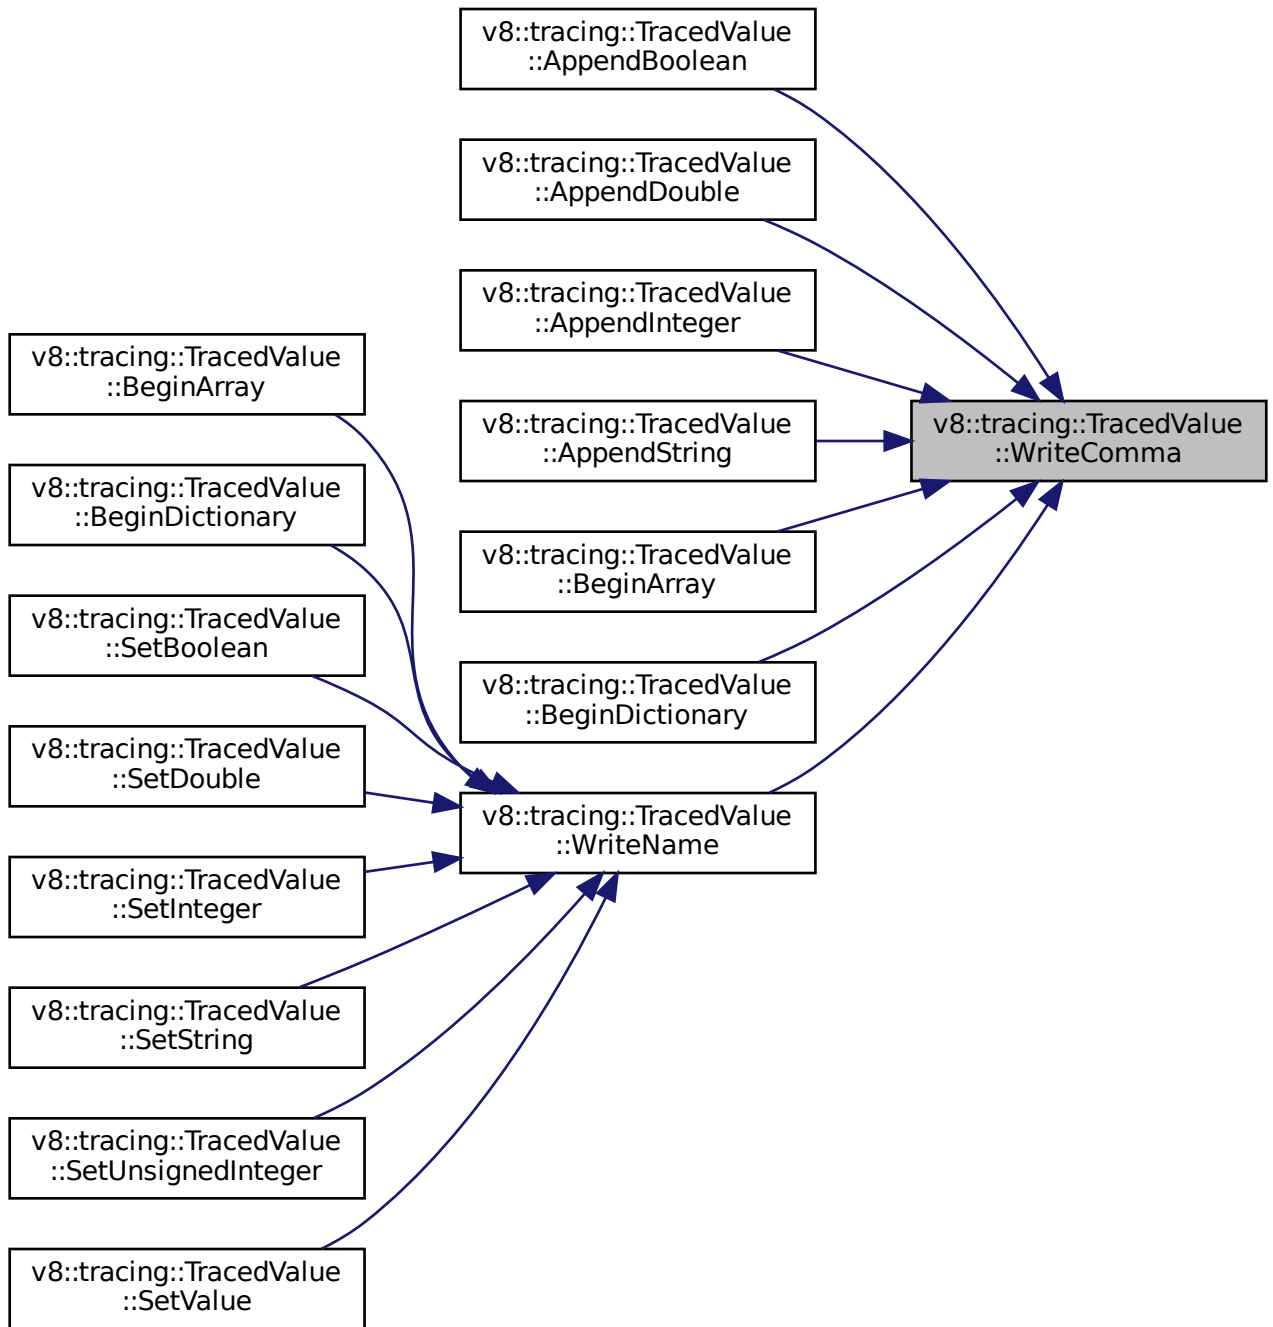 v8::tracing::TracedValue
::AppendBoolean
v8::tracing::TracedValue
::AppendDouble
v8::tracing::TracedValue
::AppendInteger
v8::tracing::TracedValue
::BeginArray
v8::tracing::TracedValue
::AppendString
v8::tracing::TracedValue
::WriteComma
v8::tracing::TracedValue
::BeginDictionary
v8::tracing::TracedValue
::BeginArray
v8::tracing::TracedValue
::SetBoolean
v8::tracing::TracedValue
::BeginDictionary
v8::tracing::TracedValue
::SetDouble
v8::tracing::TracedValue
::WriteName
v8::tracing::TracedValue
::SetInteger
v8::tracing::TracedValue
::SetString
v8::tracing::TracedValue
::SetUnsignedInteger
v8::tracing::TracedValue
::SetValue